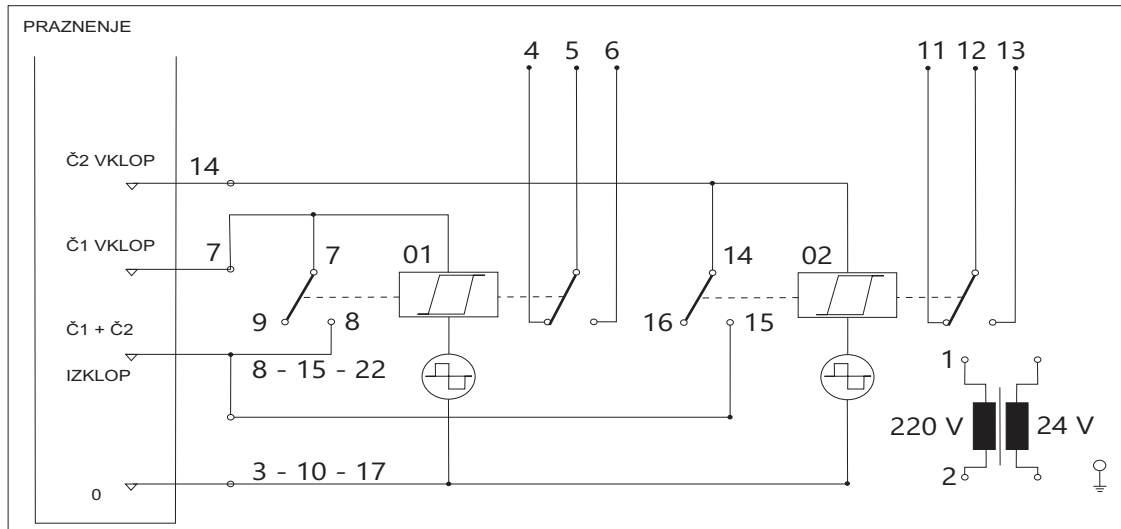 PRAZNENJE
4 5 6
11 12 13
Č2 VKLOP
14
Č1 VKLOP
7
7
01
14
02
9
8
16
15
Č1 + Č2
IZKLOP
8 - 15 - 22
1
220 V
24 V
2
3 - 10 - 17
0